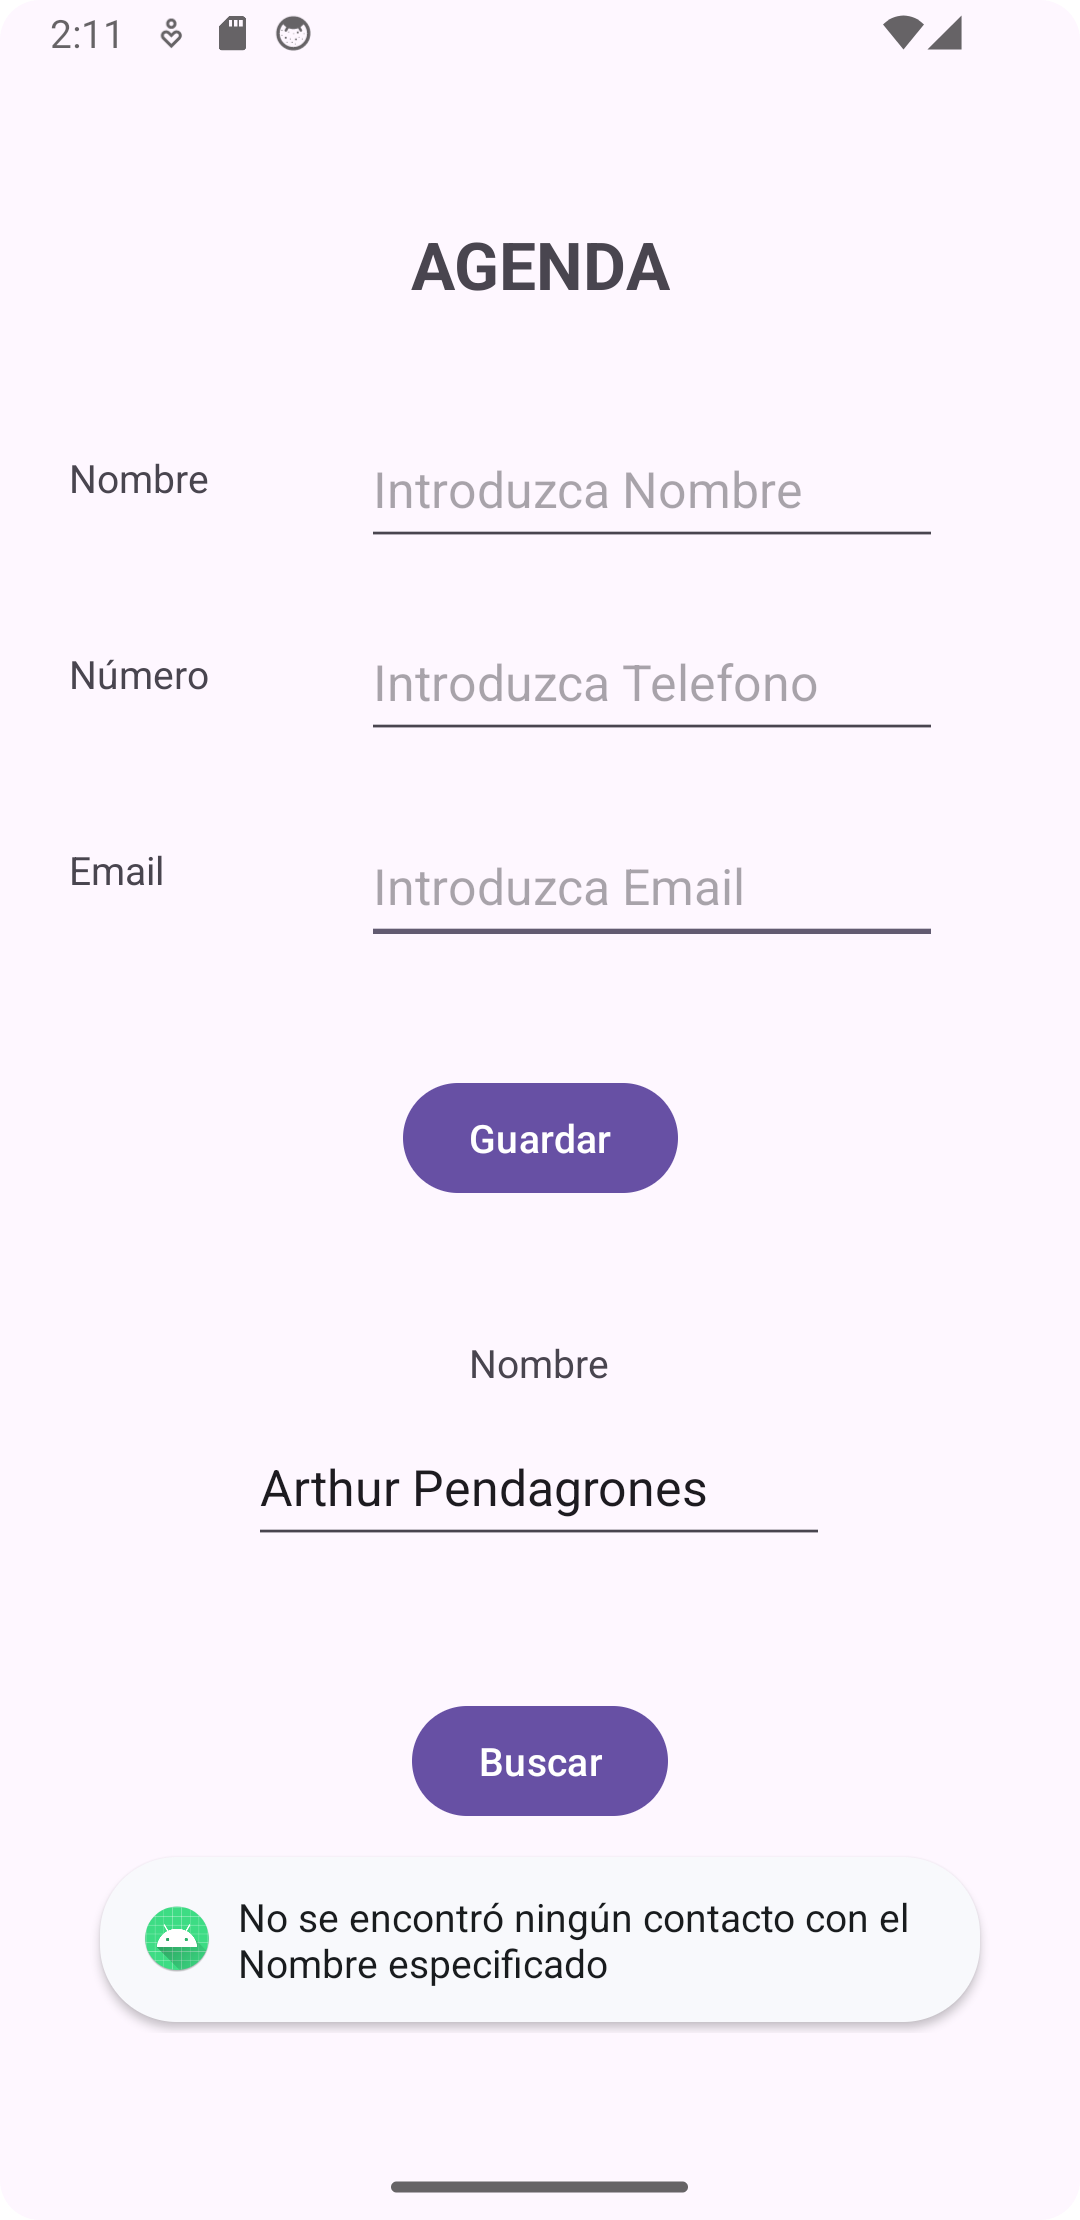 2:11
AGENDA
Nombre
Introduzca Nombre
Número
Introduzca Telefono
Email
Introduzca Email
Guardar
Nombre
Arthur Pendagrones
Buscar
No se encontró ningún contacto con el
Nombre especificado